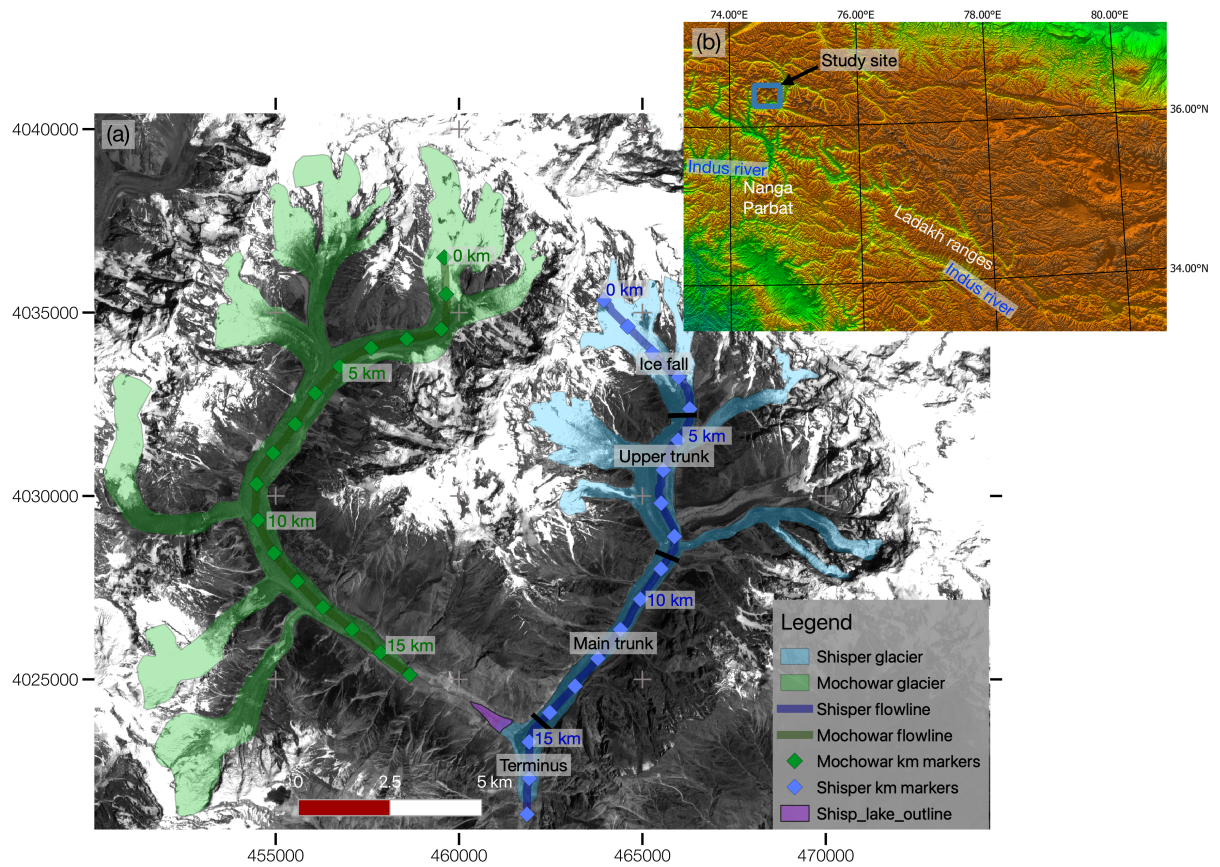 74.00°E
76.00°E
78.00°E
80.00°E
(b)
Study site
36.00°N
Indus river
Nanga
Parbat
Ladakh ranges
Indus river
34.00°N
4040000
(a)
0 km
0 km
4035000
Ice fall
5 km
5 km
Upper trunk
4030000
10 km
10 km
Main trunk
15 km
4025000
15 km
Terminus
0
2.5
5 km
Legend
Shisper glacier
Mochowar glacier
Shisper flowline
Mochowar flowline
Mochowar km markers
Shisper km markers
Shisp_lake_outline
455000
460000
465000
470000